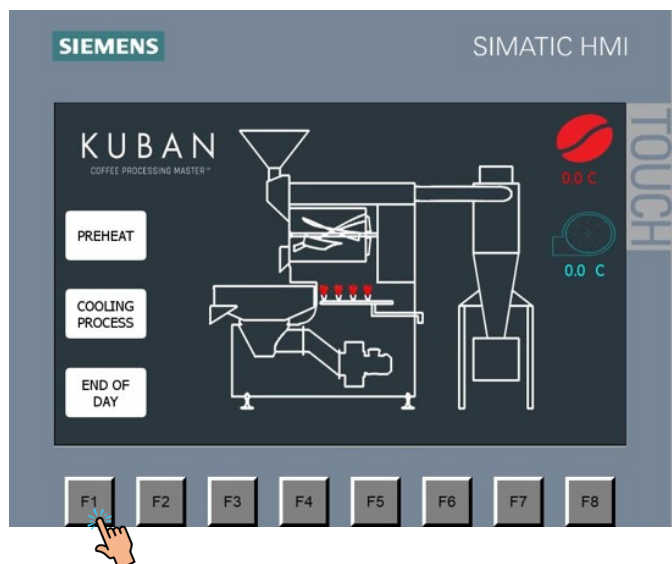 SIEMENS
SIMATIC HMI
TOUCH
KUBAN
COFFEE PROCESSING MASTER™
0.0 C
PREHEAT
0.0 C
COOLING
PROCESS
END OF
DAY
F1
F2
F3
F4
F5
F6
F7
F8